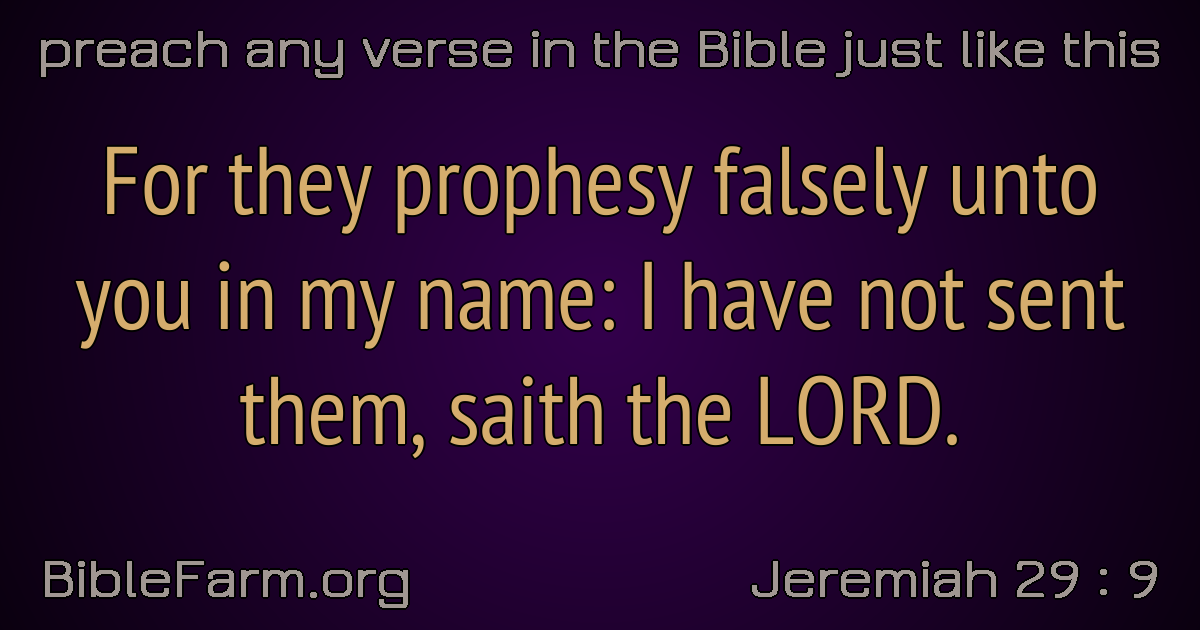 preach any verse in the Bible just like this
For they prophesy falsely unto
you in my name: I have not sent
them, saith the LORD.
BibleFarm.org
Jeremiah 29 : 9